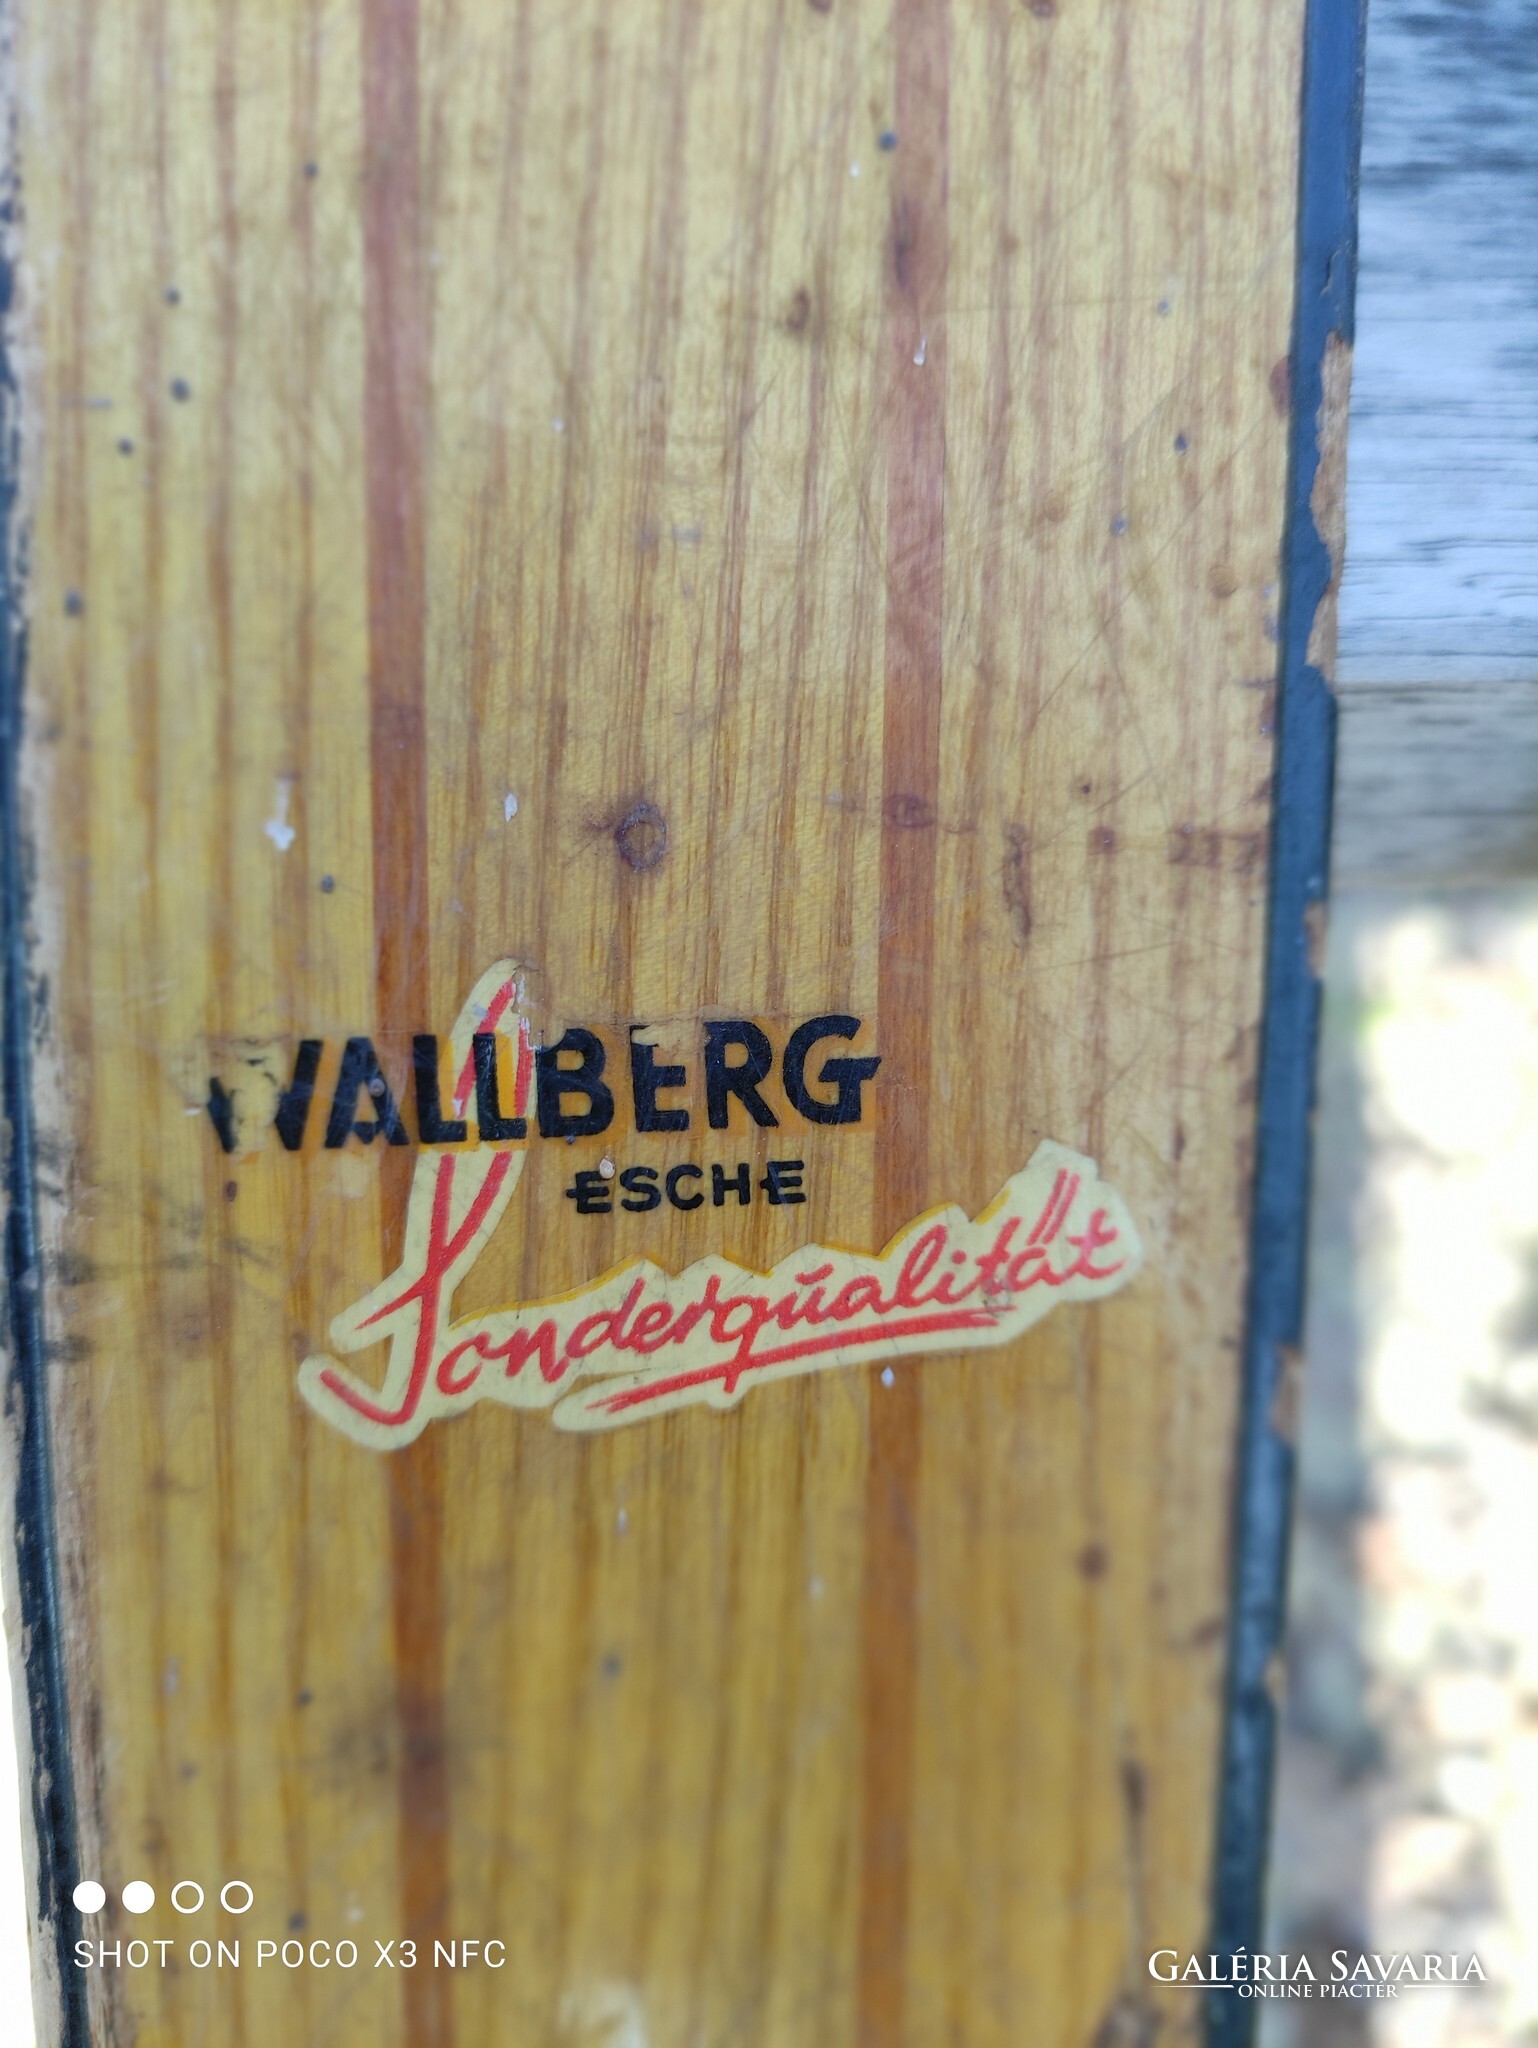 WALLBERG
ESCHE
Sonderqualität
SHOT ON POCO X3 NFC
GALÉRIA SAVARIA
ONLINE PIACTÉR